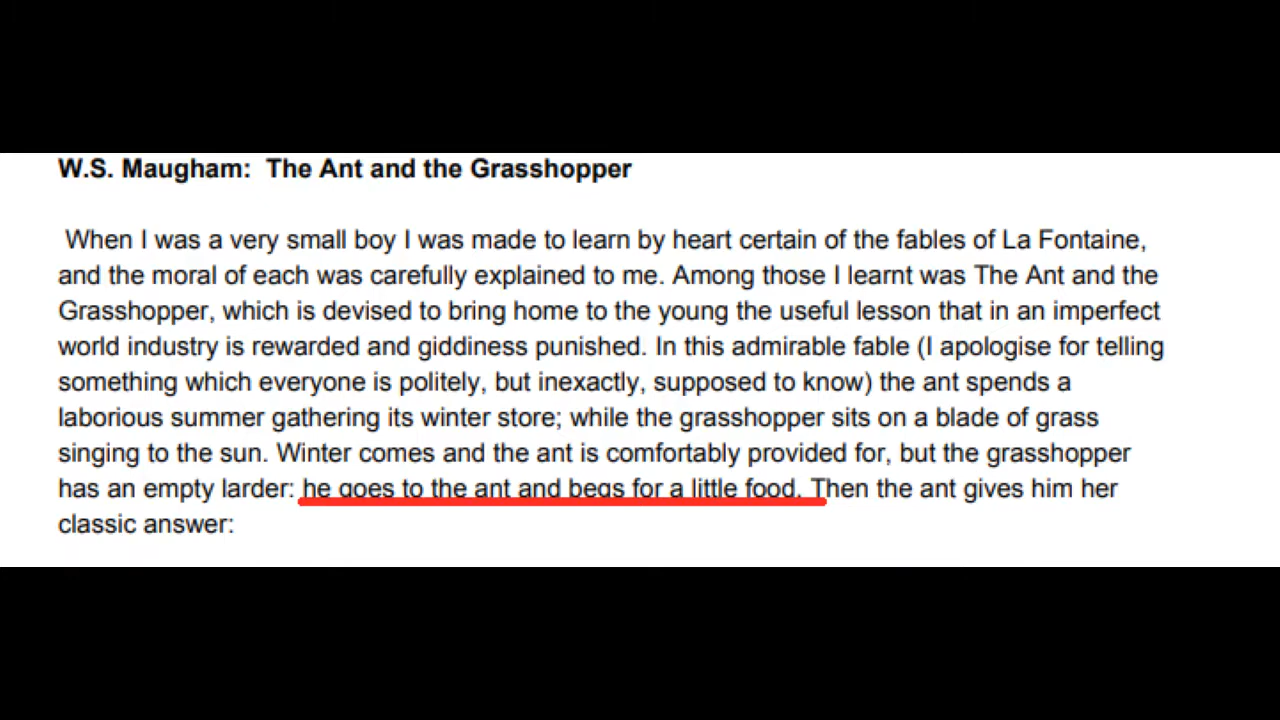 W.S. Maugham:  The Ant and the Grasshopper
When I was a very small boy I was made to learn by heart certain of the fables of La Fontaine,
and the moral of each was carefully explained to me. Among those I learnt was The Ant and the
Grasshopper, which is devised to bring home to the young the useful lesson that in an imperfect
world industry is rewarded and giddiness punished. In this admirable fable (I apologise for telling
something which everyone is politely, but inexactly, supposed to know) the ant spends a
laborious summer gathering its winter store; while the grasshopper sits on a blade of grass
singing to the sun. Winter comes and the ant is comfortably provided for, but the grasshopper
has an empty larder: he goes to the ant and begs for a little food. Then the ant gives him her
classic answer: